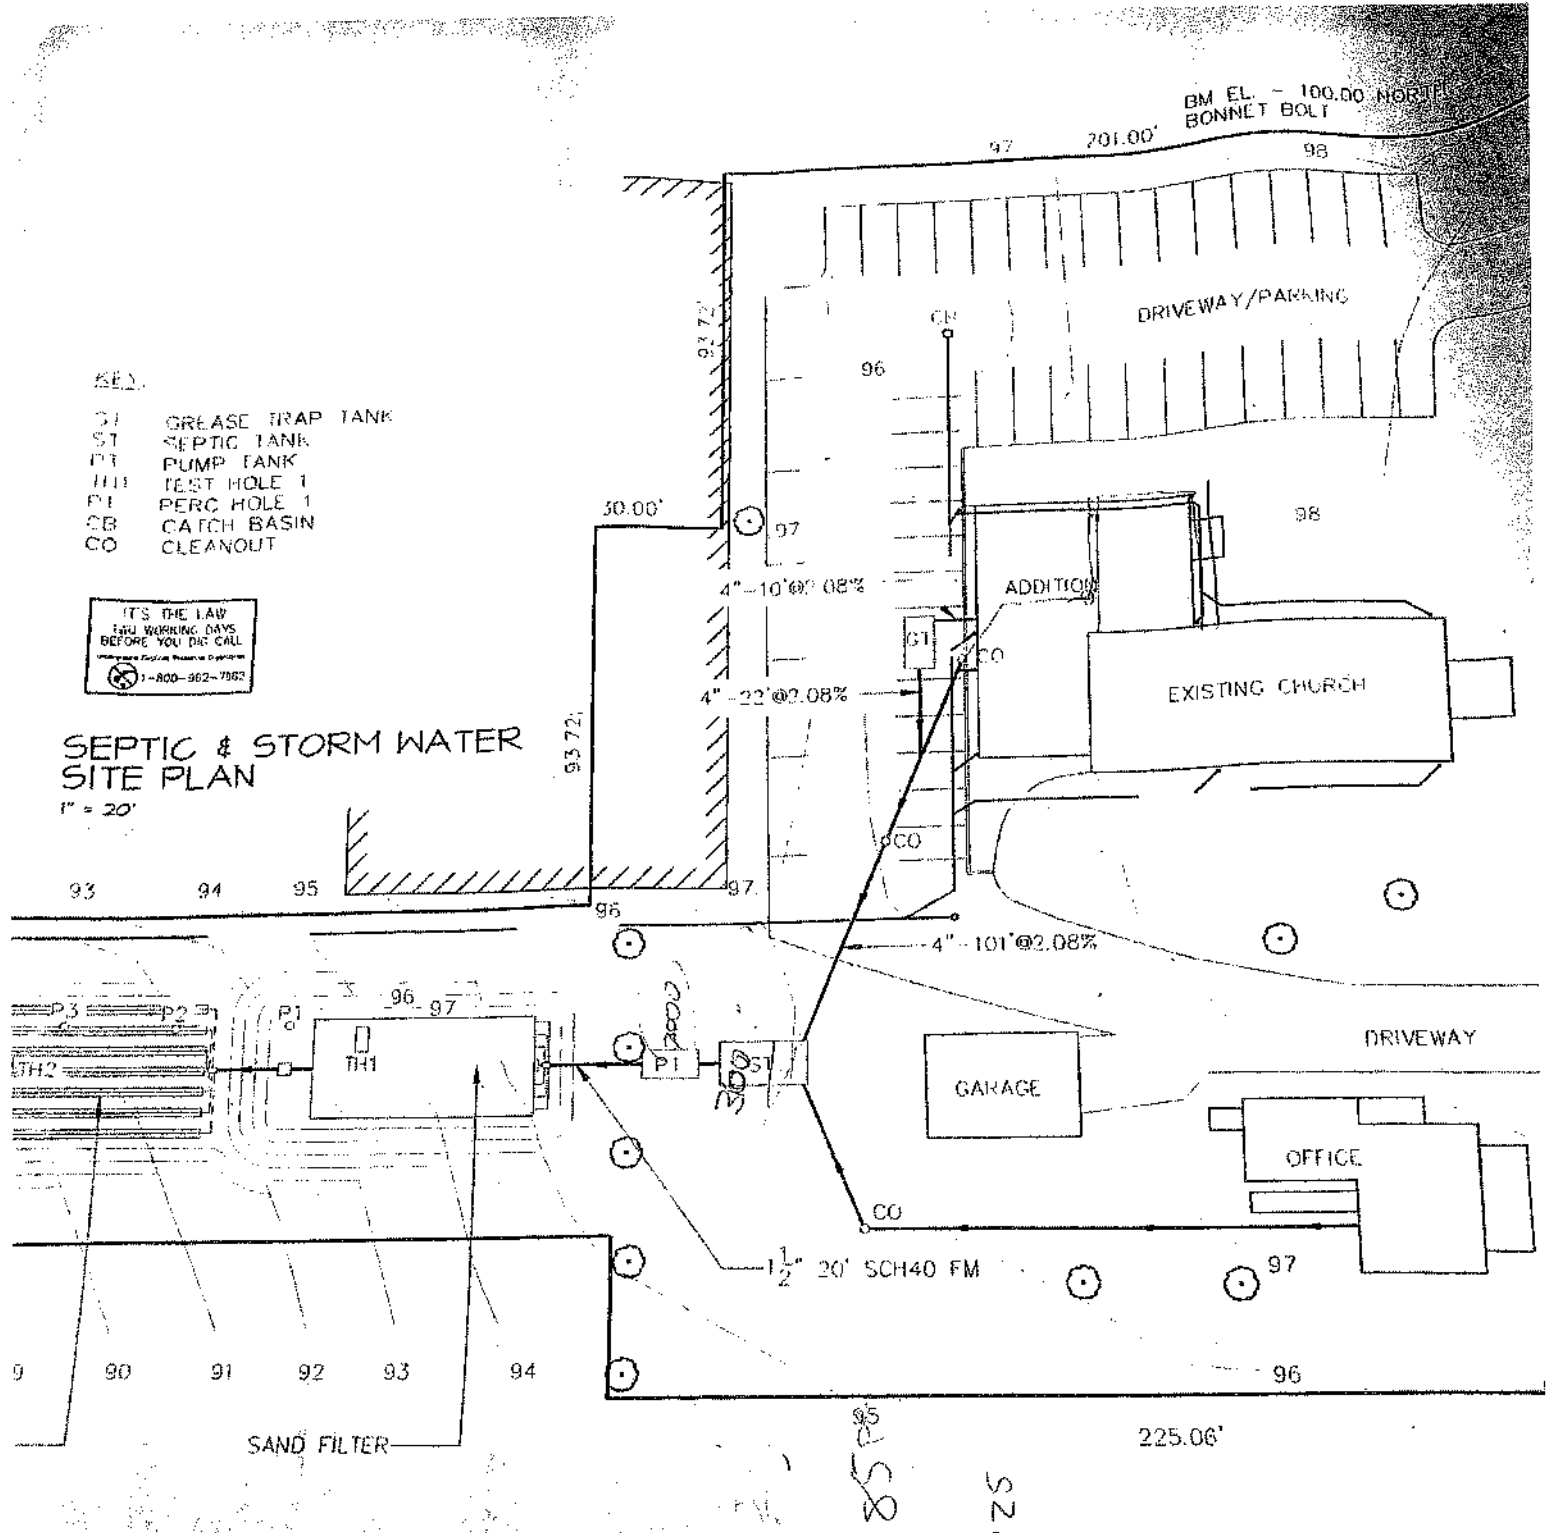 BM EL. - 100.00 NORTH
BONNET BOLT
97
201.00'
98
DRIVEWAY/PARKING
CB
96
93.72'
KEY:
GT GREASE TRAP TANK
ST SEPTIC TANK
PT PUMP TANK
TH1 TEST HOLE 1
P1 PERC HOLE 1
CB CATCH BASIN
CO CLEANOUT
30.00'
97
98
4"-10'@2.08%
ADDITION
IT'S THE LAW
TWO WORKING DAYS
BEFORE YOU DIG CALL
1-800-962-7962
GT
CO
4"-22'@2.08%
EXISTING CHURCH
SEPTIC & STORM WATER
SITE PLAN
1" = 20'
93.72'
CO
93
94
95
96
97
4"-101'@2.08%
P3
P2
P1
96
97
TH2
TH1
PT
ST
300
DRIVEWAY
GARAGE
OFFICE
CO
1 1/2" 20' SCH40 FM
97
9
90
91
92
93
94
96
SAND FILTER
95
225.06'
85
25